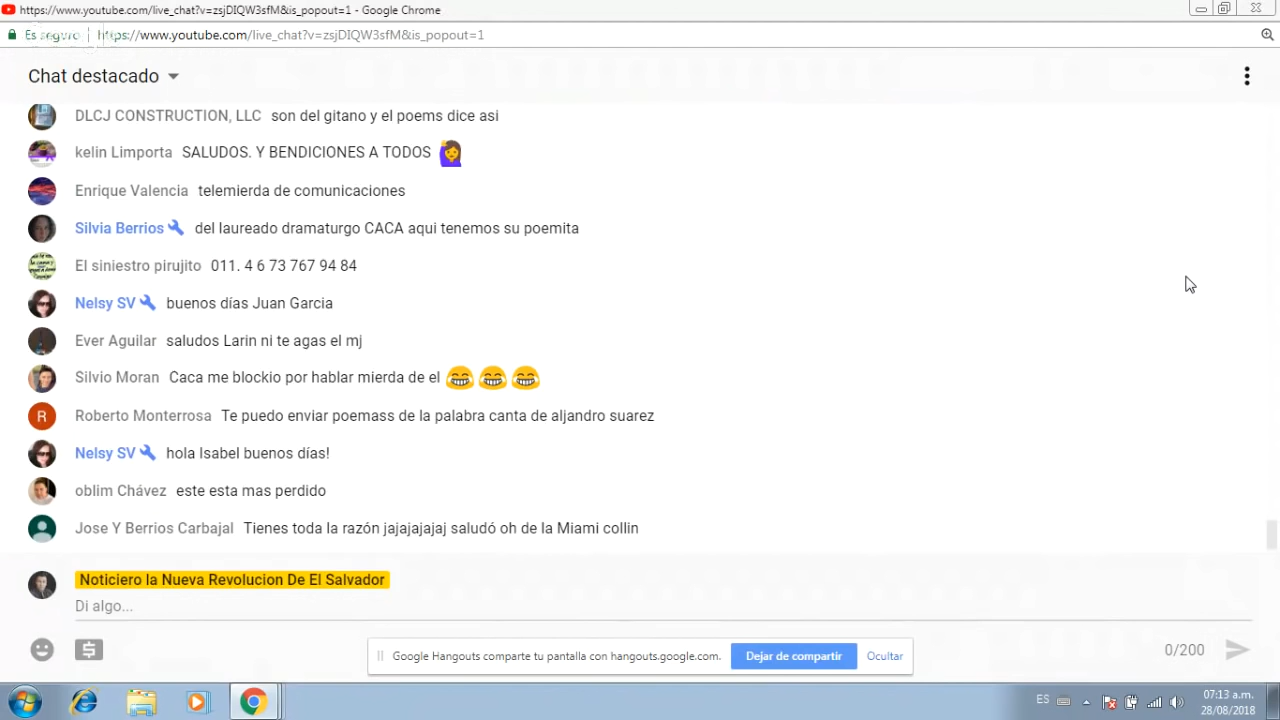 https://www.youtube.com/live_chat?v=zsjDIQW3sfM&is_popout=1 - Google Chrome
Es seguro | https://www.youtube.com/live_chat?v=zsjDIQW3sfM&is_popout=1
Chat destacado
DLCJ CONSTRUCTION, LLC son del gitano y el poems dice asi
kelin Limporta SALUDOS. Y BENDICIONES A TODOS
Enrique Valencia telemierda de comunicaciones
Silvia Berrios del laureado dramaturgo CACA aqui tenemos su poemita
El siniestro pirujito 011. 4 6 73 767 94 84
Nelsy SV buenos días Juan Garcia
Ever Aguilar saludos Larin ni te agas el mj
Silvio Moran Caca me blockio por hablar mierda de el
R Roberto Monterrosa Te puedo enviar poemass de la palabra canta de aljandro suarez
Nelsy SV hola Isabel buenos días!
oblim Chávez este esta mas perdido
Jose Y Berrios Carbajal Tienes toda la razón jajajajajaj saludó oh de la Miami collin
Noticiero la Nueva Revolucion De El Salvador
Di algo...
0/200
Google Hangouts comparte tu pantalla con hangouts.google.com. Dejar de compartir Ocultar
ES
07:13 a.m.
28/08/2018